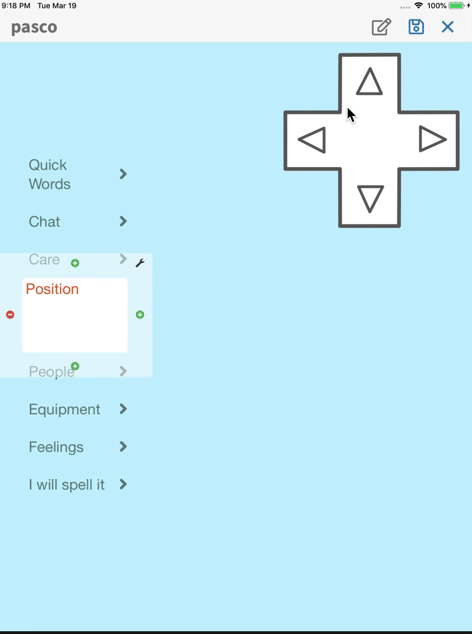 9:18 PM Tue Mar 19
100%
pasco
Quick
Words
Chat
Care
Position
People
Equipment
Feelings
I will spell it